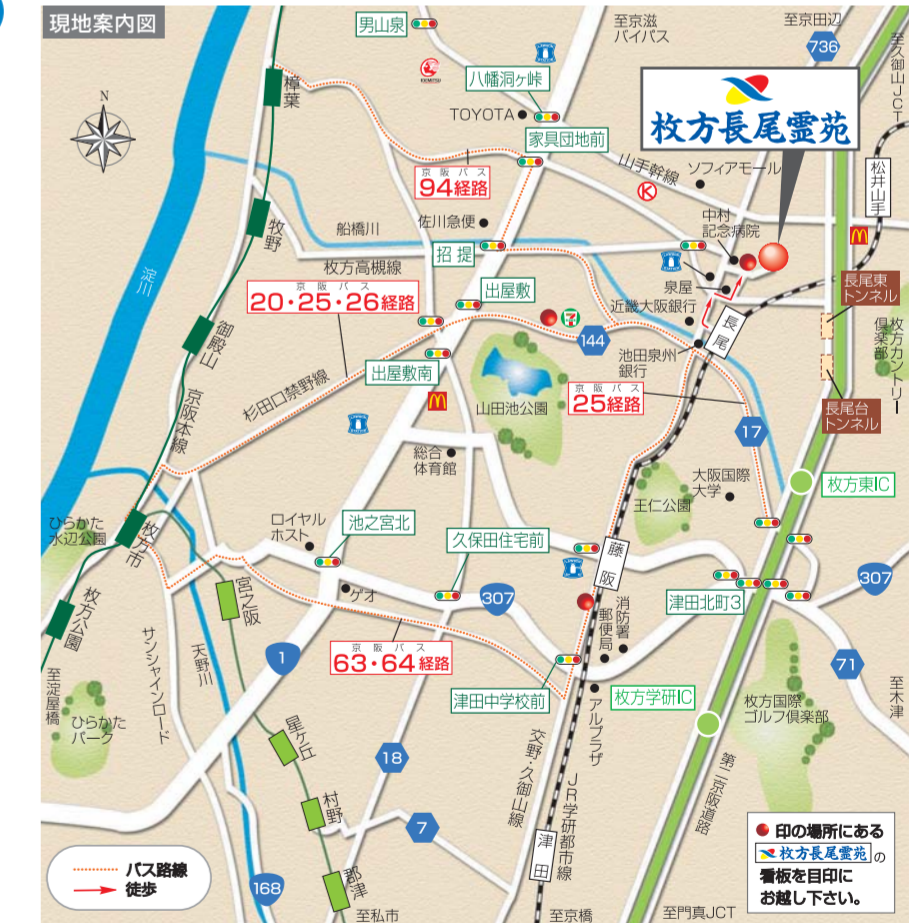 現地案内図
男山泉
至京滋
バイパス
至京田辺
736
至久御山JCT
N
樟葉
IDEMITSU
八幡洞ヶ峠
TOYOTA
家具団地前
枚方長尾霊苑
山手幹線
ソフィアモール
松井山手
京阪バス
94経路
K
牧野
船橋川
佐川急便
中村
記念病院
招提
枚方高槻線
泉屋
近畿大阪銀行
長尾東
トンネル
淀川
京阪バス
20・25・26経路
出屋敷
7
144
長尾
枚方カントリー
倶楽部
御殿山
池田泉州
銀行
出屋敷南
山田池公園
京阪バス
25経路
長尾台
トンネル
京阪本線
杉田口禁野線
17
総合
体育館
大阪国際
大学
王仁公園
枚方東IC
ひらかた
水辺公園
枚方市
ロイヤル
ホスト
池之宮北
久保田住宅前
藤阪
宮之阪
ゲオ
307
津田北町3
307
枚方公園
消防署
郵便局
サンシャインロード
天野川
1
京阪バス
63・64経路
71
至淀屋橋
津田中学校前
アルプラザ
枚方学研IC
枚方国際
ゴルフ倶楽部
至木津
ひらかた
パーク
星ヶ丘
18
交野・久御山線
JR学研都市線
第二京阪道路
村野
7
津田
印の場所にある
枚方長尾霊苑の
看板を目印に
お越し下さい。
バス路線
徒歩
168
郡津
至私市
至京橋
至門真JCT